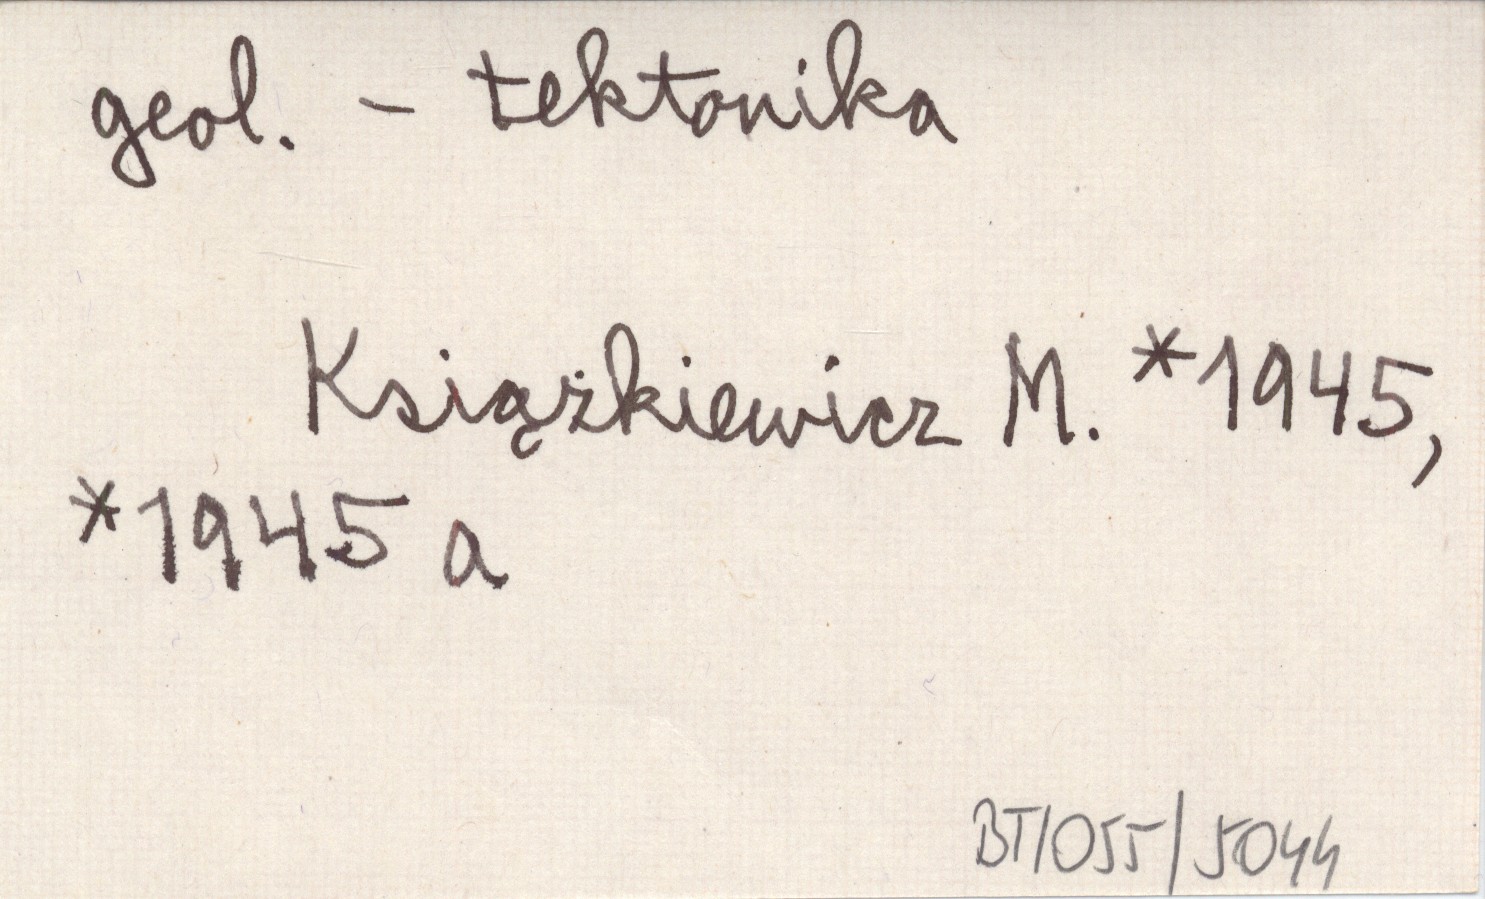 geol. - tektonika
Książkiewicz M. *1945,
*1945 a
BT/055/5044